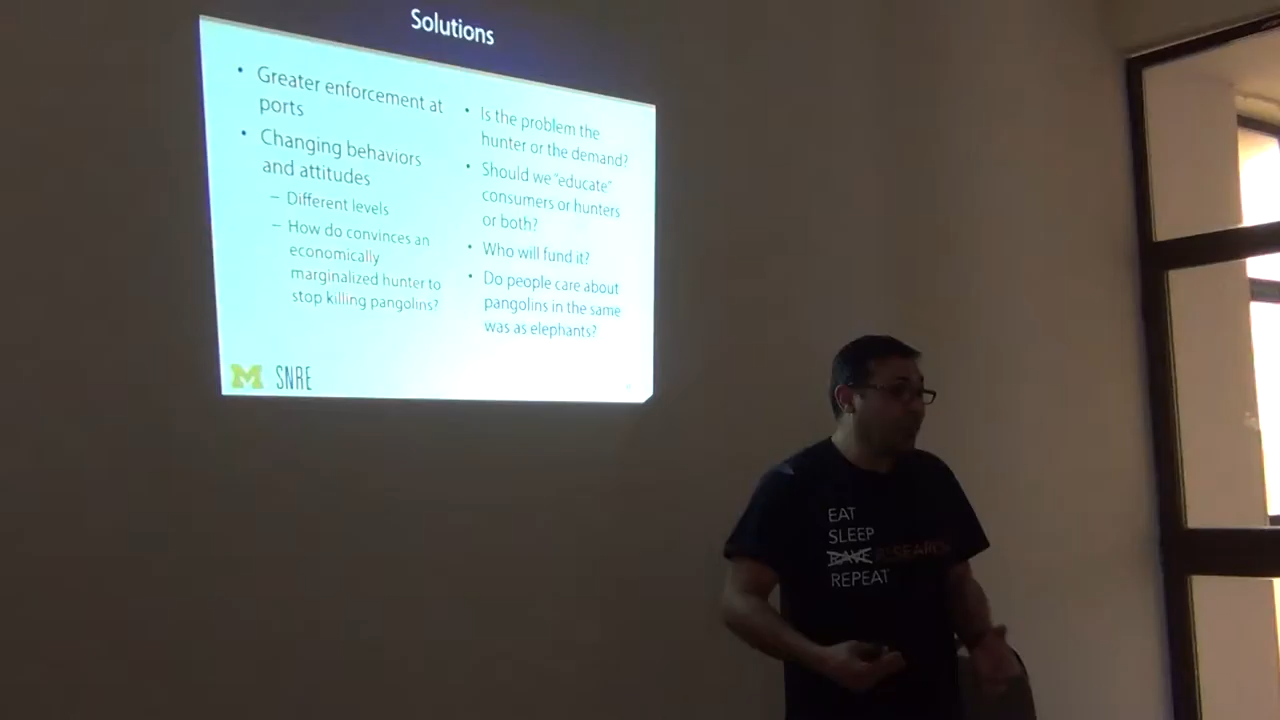 Solutions
• Greater enforcement at
ports
• Changing behaviors
and attitudes
– Different levels
– How do convinces an
economically
marginalized hunter to
stop killing pangolins?
• Is the problem the
hunter or the demand?
• Should we "educate"
consumers or hunters
or both?
• Who will fund it?
• Do people care about
pangolins in the same
was as elephants?
M SNRE
EAT
SLEEP
RAVE RESEARCH
REPEAT